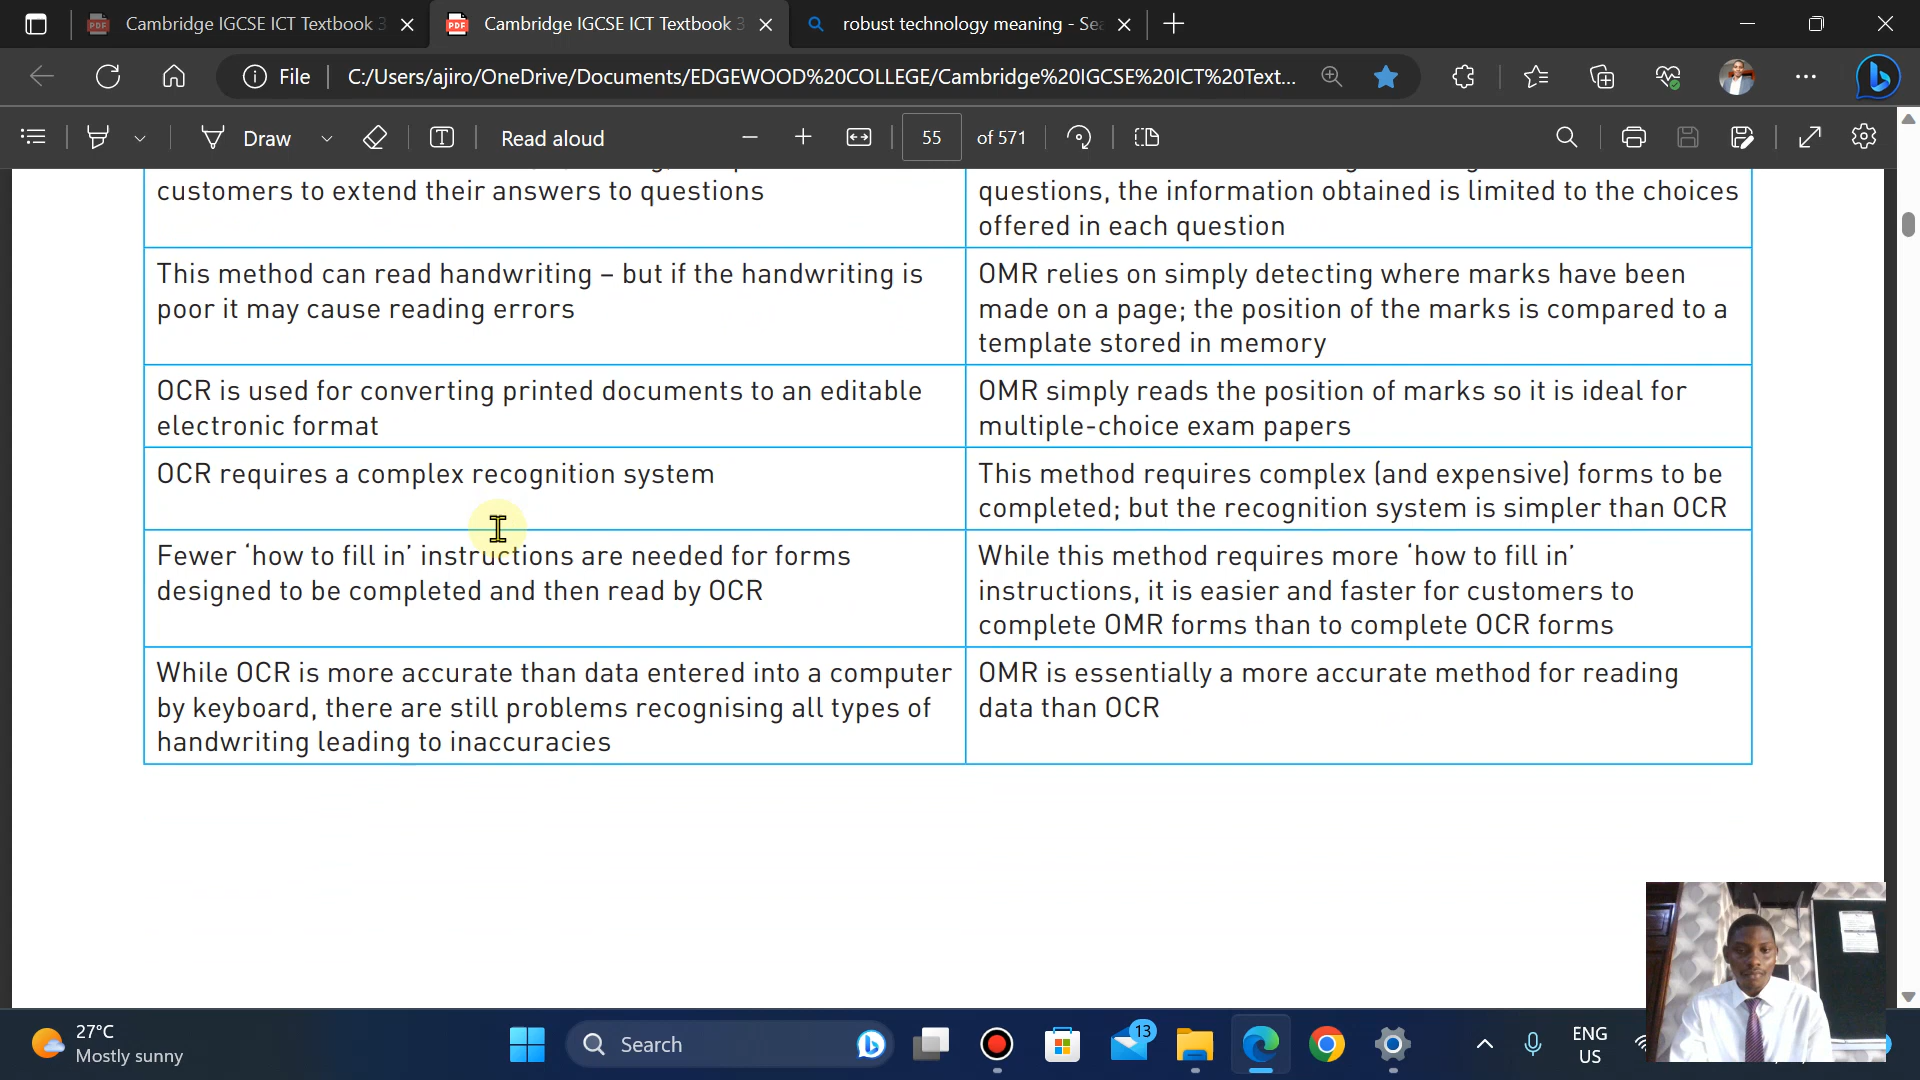 Cambridge IGCSE ICT Textbook 3
Cambridge IGCSE ICT Textbook 3
robust technology meaning - Sea
File
C:/Users/ajiro/OneDrive/Documents/EDGEWOOD%20COLLEGE/Cambridge%20IGCSE%20ICT%20Text...
Draw
Read aloud
55
of 571
customers to extend their answers to questions
questions, the information obtained is limited to the choices
offered in each question
This method can read handwriting – but if the handwriting is
poor it may cause reading errors
OMR relies on simply detecting where marks have been
made on a page; the position of the marks is compared to a
template stored in memory
OCR is used for converting printed documents to an editable
electronic format
OMR simply reads the position of marks so it is ideal for
multiple-choice exam papers
OCR requires a complex recognition system
This method requires complex (and expensive) forms to be
completed; but the recognition system is simpler than OCR
Fewer ‘how to fill in’ instructions are needed for forms
designed to be completed and then read by OCR
While this method requires more ‘how to fill in’
instructions, it is easier and faster for customers to
complete OMR forms than to complete OCR forms
While OCR is more accurate than data entered into a computer
by keyboard, there are still problems recognising all types of
handwriting leading to inaccuracies
OMR is essentially a more accurate method for reading
data than OCR
27°C
Mostly sunny
Search
13
ENG
US